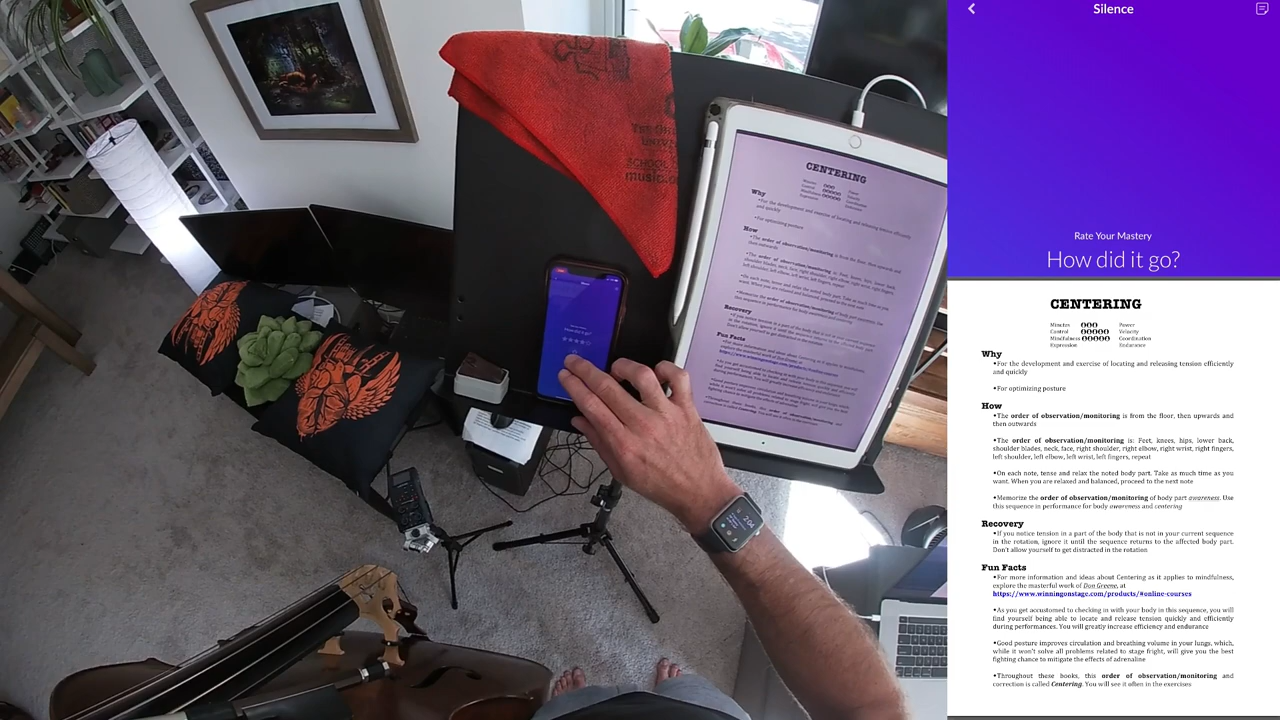 Silence
Rate Your Mastery
How did it go?
CENTERING
Minutes OOO Power
Control OOOOO Velocity
Mindfulness OOOOO Coordination
Expression Endurance
Why
•For the development and exercise of locating and releasing tension efficiently
and quickly
•For optimizing posture
How
•The order of observation/monitoring is from the floor, then upwards and
then outwards
•The order of observation/monitoring is: Feet, knees, hips, lower back,
shoulder blades, neck, face, right shoulder, right elbow, right wrist, right fingers,
left shoulder, left elbow, left wrist, left fingers, repeat
•On each note, tense and relax the noted body part. Take as much time as you
want. When you are relaxed and balanced, proceed to the next note
•Memorize the order of observation/monitoring of body part awareness. Use
this sequence in performance for body awareness and centering
Recovery
•If you notice tension in a part of the body that is not in your current sequence
in the rotation, ignore it until the sequence returns to the affected body part.
Don't allow yourself to get distracted in the rotation
Fun Facts
•For more information and ideas about Centering as it applies to mindfulness,
explore the masterful work of Don Greene, at
https://www.winningonstage.com/products/#online-courses
•As you get accustomed to checking in with your body in this sequence, you will
find yourself being able to locate and release tension quickly and efficiently
during performances. You will greatly increase efficiency and endurance
•Good posture improves circulation and breathing volume in your lungs, which,
while it won't solve all problems related to stage fright, will give you the best
fighting chance to mitigate the effects of adrenaline
•Throughout these books, this order of observation/monitoring and
correction is called Centering. You will see it often in the exercises
CENTERING
Why
How
Recovery
Fun Facts
SCHOOL
music
2:04